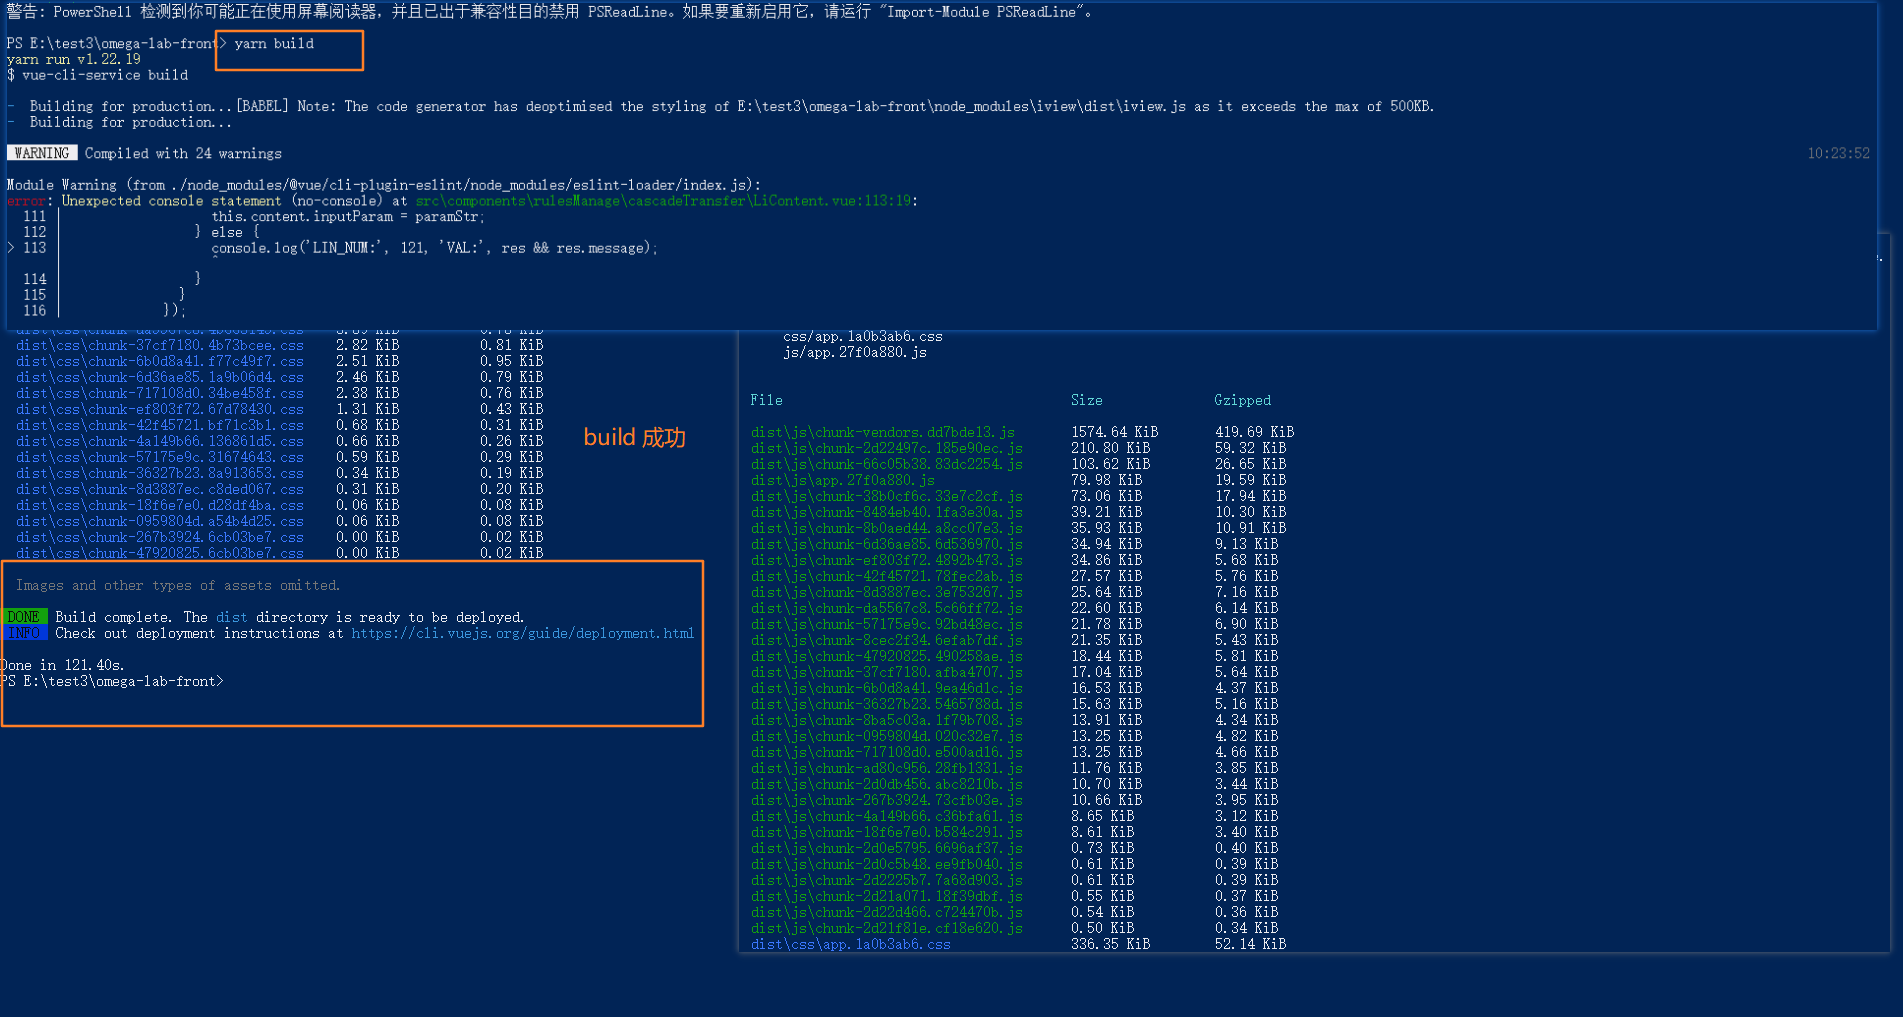 警告: PowerShell 检测到你可能正在使用屏幕阅读器，并且已出于兼容性目的禁用 PSReadLine。如果要重新启用它，请运行 "Import-Module PSReadLine"。
PS E:\test3\omega-lab-front> yarn build
yarn run v1.22.19
$ vue-cli-service build
- Building for production...[BABEL] Note: The code generator has deoptimised the styling of E:\test3\omega-lab-front\node_modules\iview\dist\iview.js as it exceeds the max of 500KB.
- Building for production...
WARNING Compiled with 24 warnings 10:23:52
Module Warning (from ./node_modules/@vue/cli-plugin-eslint/node_modules/eslint-loader/index.js):
error: Unexpected console statement (no-console) at src\components\rulesManage\cascadeTransfer\LiContent.vue:113:19:
111 | this.content.inputParam = paramStr;
112 | } else {
> 113 | console.log('LIN_NUM:', 121, 'VAL:', res && res.message);
| ^
114 | }
115 | }
116 | });
dist\css\chunk-37cf7180.4b73bcee.css 2.82 KiB 0.81 KiB
dist\css\chunk-6b0d8a41.f77c49f7.css 2.51 KiB 0.95 KiB
dist\css\chunk-6d36ae85.1a9b06d4.css 2.46 KiB 0.79 KiB
dist\css\chunk-717108d0.34be458f.css 2.38 KiB 0.76 KiB
dist\css\chunk-ef803f72.67d78430.css 1.31 KiB 0.43 KiB
dist\css\chunk-42f45721.bf71c3b1.css 0.68 KiB 0.31 KiB
dist\css\chunk-4a149b66.136861d5.css 0.66 KiB 0.26 KiB
dist\css\chunk-57175e9c.31674643.css 0.59 KiB 0.29 KiB
dist\css\chunk-36327b23.8a913653.css 0.34 KiB 0.19 KiB
dist\css\chunk-8d3887ec.c8ded067.css 0.31 KiB 0.20 KiB
dist\css\chunk-18f6e7e0.d28df4ba.css 0.06 KiB 0.08 KiB
dist\css\chunk-0959804d.a54b4d25.css 0.06 KiB 0.08 KiB
dist\css\chunk-267b3924.6cb03be7.css 0.00 KiB 0.02 KiB
dist\css\chunk-47920825.6cb03be7.css 0.00 KiB 0.02 KiB
Images and other types of assets omitted.
DONE Build complete. The dist directory is ready to be deployed.
INFO Check out deployment instructions at https://cli.vuejs.org/guide/deployment.html
Done in 121.40s.
PS E:\test3\omega-lab-front>
build 成功
css/app.1a0b3ab6.css
js/app.27f0a880.js
File Size Gzipped
dist\js\chunk-vendors.dd7bde13.js 1574.64 KiB 419.69 KiB
dist\js\chunk-2d22497c.185e90ec.js 210.80 KiB 59.32 KiB
dist\js\chunk-66c05b38.83dc2254.js 103.62 KiB 26.65 KiB
dist\js\app.27f0a880.js 79.98 KiB 19.59 KiB
dist\js\chunk-38b0cf6c.33e7c2cf.js 73.06 KiB 17.94 KiB
dist\js\chunk-8484eb40.1fa3e30a.js 39.21 KiB 10.30 KiB
dist\js\chunk-8b0aed44.a8cc07e3.js 35.93 KiB 10.91 KiB
dist\js\chunk-6d36ae85.6d536970.js 34.94 KiB 9.13 KiB
dist\js\chunk-ef803f72.4892b473.js 34.86 KiB 5.68 KiB
dist\js\chunk-42f45721.78fec2ab.js 27.57 KiB 5.76 KiB
dist\js\chunk-8d3887ec.3e753267.js 25.64 KiB 7.16 KiB
dist\js\chunk-da5567c8.5c66ff72.js 22.60 KiB 6.14 KiB
dist\js\chunk-57175e9c.92bd48ec.js 21.78 KiB 6.90 KiB
dist\js\chunk-8cec2f34.6efab7df.js 21.35 KiB 5.43 KiB
dist\js\chunk-47920825.490258ae.js 18.44 KiB 5.81 KiB
dist\js\chunk-37cf7180.afba4707.js 17.04 KiB 5.64 KiB
dist\js\chunk-6b0d8a41.9ea46d1c.js 16.53 KiB 4.37 KiB
dist\js\chunk-36327b23.5465788d.js 15.63 KiB 5.16 KiB
dist\js\chunk-8ba5c03a.1f79b708.js 13.91 KiB 4.34 KiB
dist\js\chunk-0959804d.020c32e7.js 13.25 KiB 4.82 KiB
dist\js\chunk-717108d0.e500ad16.js 13.25 KiB 4.66 KiB
dist\js\chunk-ad80c956.28fb1331.js 11.76 KiB 3.85 KiB
dist\js\chunk-2d0db456.abc8210b.js 10.70 KiB 3.44 KiB
dist\js\chunk-267b3924.73cfb03e.js 10.66 KiB 3.95 KiB
dist\js\chunk-4a149b66.c36bfa61.js 8.65 KiB 3.12 KiB
dist\js\chunk-18f6e7e0.b584c291.js 8.61 KiB 3.40 KiB
dist\js\chunk-2d0e5795.6696af37.js 0.73 KiB 0.40 KiB
dist\js\chunk-2d0c5b48.ee9fb040.js 0.61 KiB 0.39 KiB
dist\js\chunk-2d2225b7.7a68d903.js 0.61 KiB 0.39 KiB
dist\js\chunk-2d21a071.18f39dbf.js 0.55 KiB 0.37 KiB
dist\js\chunk-2d22d466.c724470b.js 0.54 KiB 0.36 KiB
dist\js\chunk-2d21f81e.cf18e620.js 0.50 KiB 0.34 KiB
dist\css\app.1a0b3ab6.css 336.35 KiB 52.14 KiB